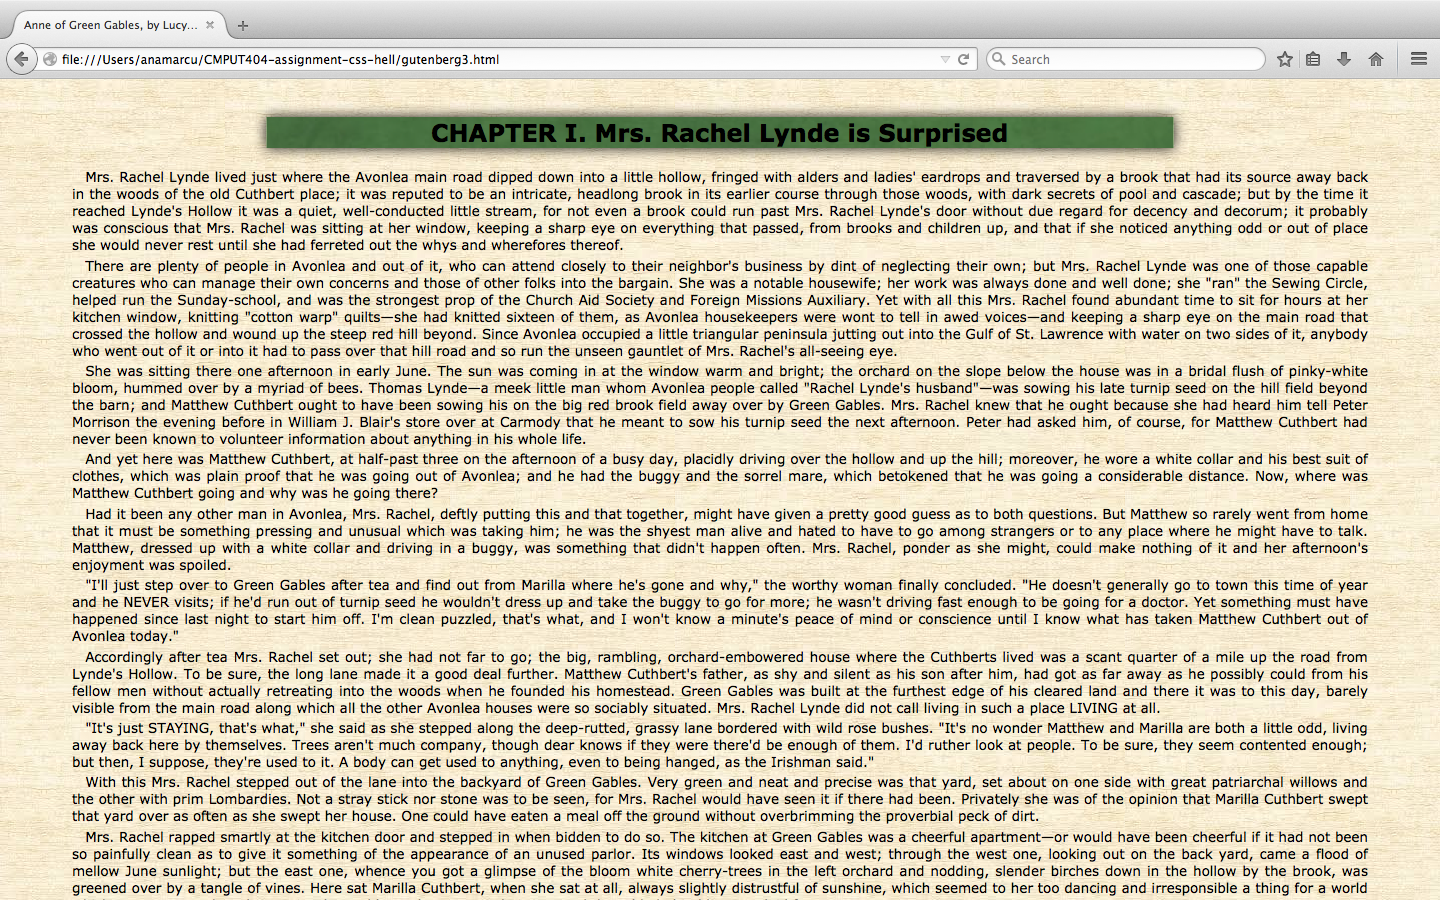 Anne of Green Gables, by Lucy...
file:///Users/anamarcu/CMPUT404-assignment-css-hell/gutenberg3.html
Search
CHAPTER I. Mrs. Rachel Lynde is Surprised
Mrs. Rachel Lynde lived just where the Avonlea main road dipped down into a little hollow, fringed with alders and ladies' eardrops and traversed by a brook that had its source away back
in the woods of the old Cuthbert place; it was reputed to be an intricate, headlong brook in its earlier course through those woods, with dark secrets of pool and cascade; but by the time it
reached Lynde's Hollow it was a quiet, well-conducted little stream, for not even a brook could run past Mrs. Rachel Lynde's door without due regard for decency and decorum; it probably
was conscious that Mrs. Rachel was sitting at her window, keeping a sharp eye on everything that passed, from brooks and children up, and that if she noticed anything odd or out of place
she would never rest until she had ferreted out the whys and wherefores thereof.
There are plenty of people in Avonlea and out of it, who can attend closely to their neighbor's business by dint of neglecting their own; but Mrs. Rachel Lynde was one of those capable
creatures who can manage their own concerns and those of other folks into the bargain. She was a notable housewife; her work was always done and well done; she "ran" the Sewing Circle,
helped run the Sunday-school, and was the strongest prop of the Church Aid Society and Foreign Missions Auxiliary. Yet with all this Mrs. Rachel found abundant time to sit for hours at her
kitchen window, knitting "cotton warp" quilts—she had knitted sixteen of them, as Avonlea housekeepers were wont to tell in awed voices—and keeping a sharp eye on the main road that
crossed the hollow and wound up the steep red hill beyond. Since Avonlea occupied a little triangular peninsula jutting out into the Gulf of St. Lawrence with water on two sides of it, anybody
who went out of it or into it had to pass over that hill road and so run the unseen gauntlet of Mrs. Rachel's all-seeing eye.
She was sitting there one afternoon in early June. The sun was coming in at the window warm and bright; the orchard on the slope below the house was in a bridal flush of pinky-white
bloom, hummed over by a myriad of bees. Thomas Lynde—a meek little man whom Avonlea people called "Rachel Lynde's husband"—was sowing his late turnip seed on the hill field beyond
the barn; and Matthew Cuthbert ought to have been sowing his on the big red brook field away over by Green Gables. Mrs. Rachel knew that he ought because she had heard him tell Peter
Morrison the evening before in William J. Blair's store over at Carmody that he meant to sow his turnip seed the next afternoon. Peter had asked him, of course, for Matthew Cuthbert had
never been known to volunteer information about anything in his whole life.
And yet here was Matthew Cuthbert, at half-past three on the afternoon of a busy day, placidly driving over the hollow and up the hill; moreover, he wore a white collar and his best suit of
clothes, which was plain proof that he was going out of Avonlea; and he had the buggy and the sorrel mare, which betokened that he was going a considerable distance. Now, where was
Matthew Cuthbert going and why was he going there?
Had it been any other man in Avonlea, Mrs. Rachel, deftly putting this and that together, might have given a pretty good guess as to both questions. But Matthew so rarely went from home
that it must be something pressing and unusual which was taking him; he was the shyest man alive and hated to have to go among strangers or to any place where he might have to talk.
Matthew, dressed up with a white collar and driving in a buggy, was something that didn't happen often. Mrs. Rachel, ponder as she might, could make nothing of it and her afternoon's
enjoyment was spoiled.
"I'll just step over to Green Gables after tea and find out from Marilla where he's gone and why," the worthy woman finally concluded. "He doesn't generally go to town this time of year
and he NEVER visits; if he'd run out of turnip seed he wouldn't dress up and take the buggy to go for more; he wasn't driving fast enough to be going for a doctor. Yet something must have
happened since last night to start him off. I'm clean puzzled, that's what, and I won't know a minute's peace of mind or conscience until I know what has taken Matthew Cuthbert out of
Avonlea today."
Accordingly after tea Mrs. Rachel set out; she had not far to go; the big, rambling, orchard-embowered house where the Cuthberts lived was a scant quarter of a mile up the road from
Lynde's Hollow. To be sure, the long lane made it a good deal further. Matthew Cuthbert's father, as shy and silent as his son after him, had got as far away as he possibly could from his
fellow men without actually retreating into the woods when he founded his homestead. Green Gables was built at the furthest edge of his cleared land and there it was to this day, barely
visible from the main road along which all the other Avonlea houses were so sociably situated. Mrs. Rachel Lynde did not call living in such a place LIVING at all.
"It's just STAYING, that's what," she said as she stepped along the deep-rutted, grassy lane bordered with wild rose bushes. "It's no wonder Matthew and Marilla are both a little odd, living
away back here by themselves. Trees aren't much company, though dear knows if they were there'd be enough of them. I'd ruther look at people. To be sure, they seem contented enough;
but then, I suppose, they're used to it. A body can get used to anything, even to being hanged, as the Irishman said."
With this Mrs. Rachel stepped out of the lane into the backyard of Green Gables. Very green and neat and precise was that yard, set about on one side with great patriarchal willows and
the other with prim Lombardies. Not a stray stick nor stone was to be seen, for Mrs. Rachel would have seen it if there had been. Privately she was of the opinion that Marilla Cuthbert swept
that yard over as often as she swept her house. One could have eaten a meal off the ground without overbrimming the proverbial peck of dirt.
Mrs. Rachel rapped smartly at the kitchen door and stepped in when bidden to do so. The kitchen at Green Gables was a cheerful apartment—or would have been cheerful if it had not been
so painfully clean as to give it something of the appearance of an unused parlor. Its windows looked east and west; through the west one, looking out on the back yard, came a flood of
mellow June sunlight; but the east one, whence you got a glimpse of the bloom white cherry-trees in the left orchard and nodding, slender birches down in the hollow by the brook, was
greened over by a tangle of vines. Here sat Marilla Cuthbert, when she sat at all, always slightly distrustful of sunshine, which seemed to her too dancing and irresponsible a thing for a world